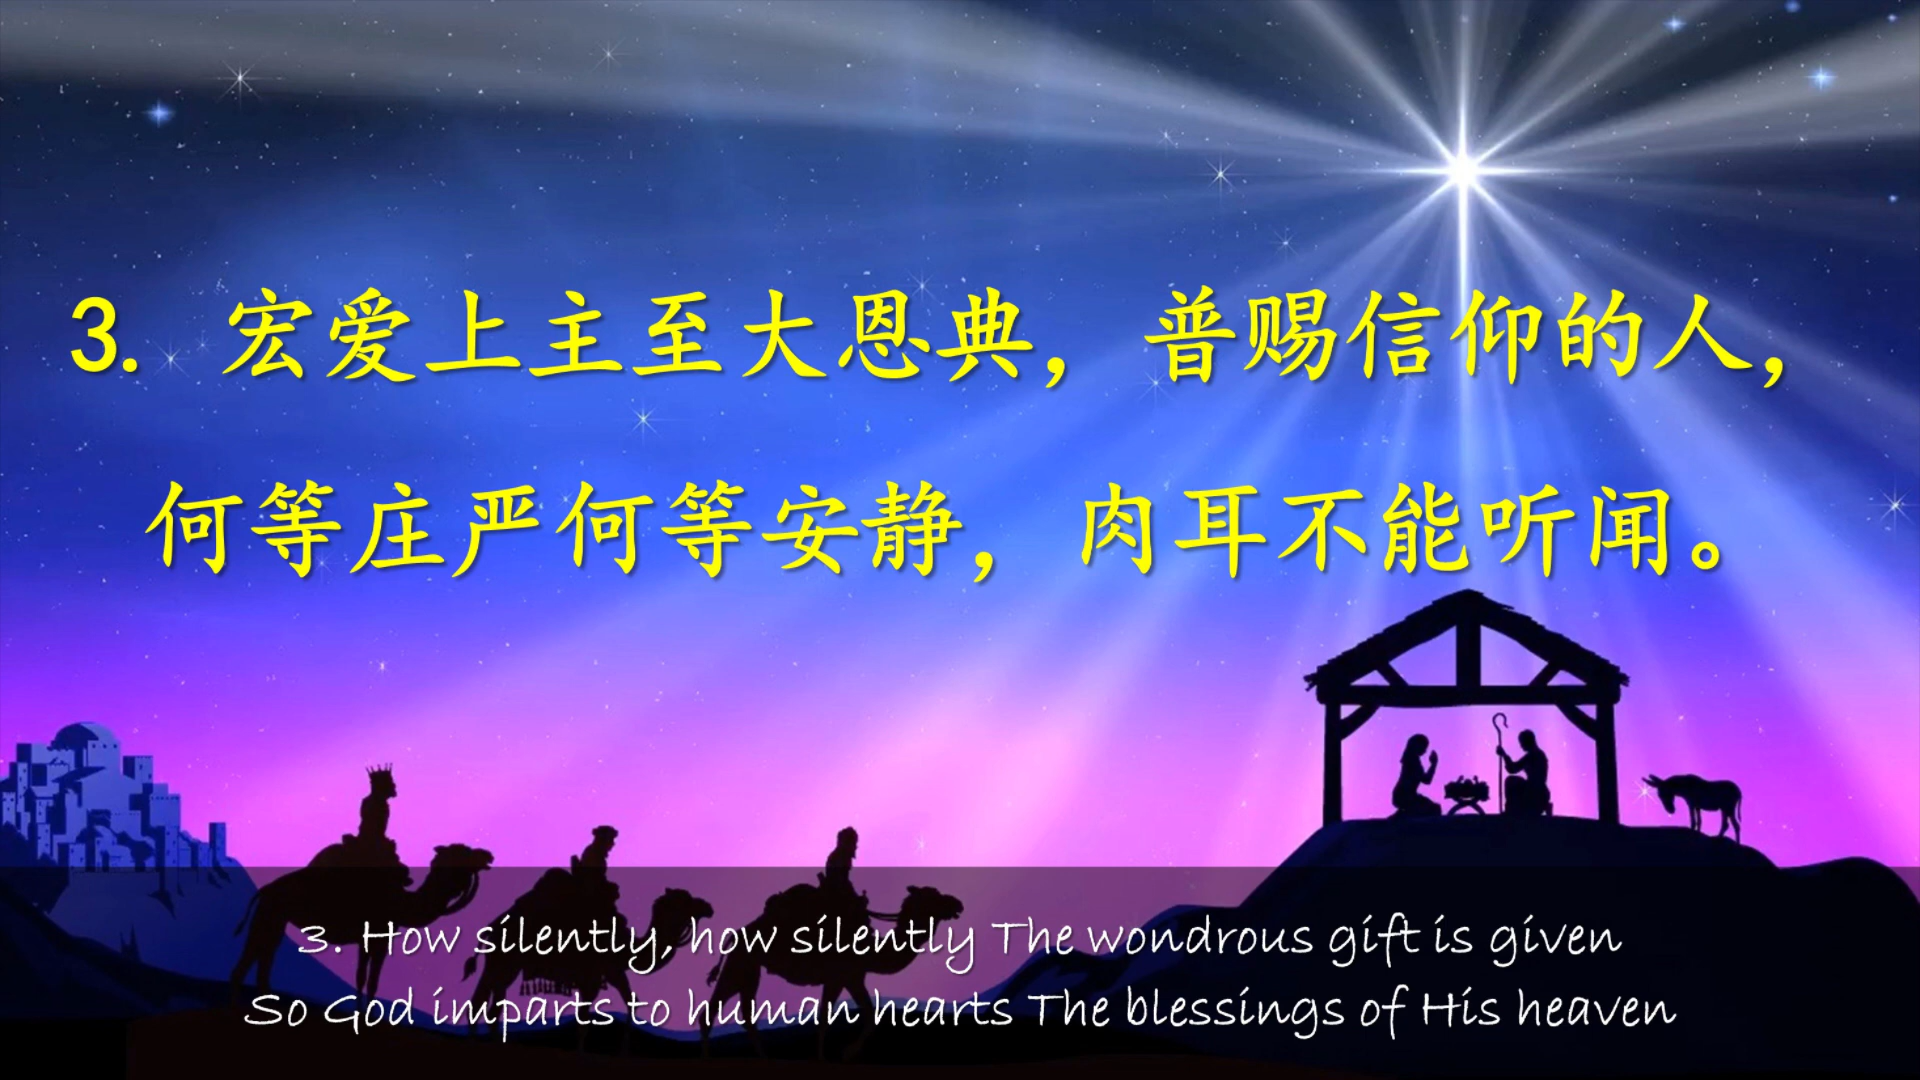 3. 宏爱上主至大恩典，普赐信仰的人，
何等庄严何等安静，肉耳不能听闻。
3. How silently, how silently The wondrous gift is given
So God imparts to human hearts The blessings of His heaven